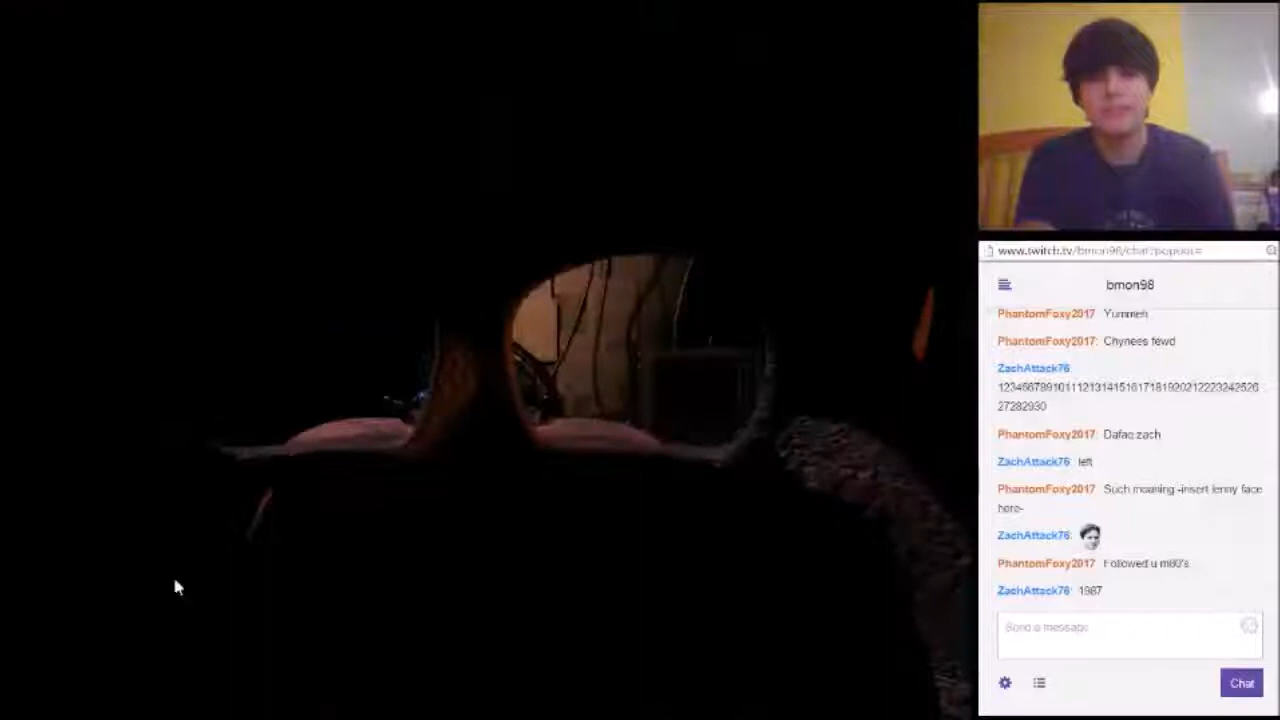 www.twitch.tv/bmon98/chat?popout=
bmon98
PhantomFoxy2017 Yummeh
PhantomFoxy2017: Chynees fewd
ZachAttack76
1234567891011121314151617181920212223242526
27282930
PhantomFoxy2017: Dafaq zach
ZachAttack76: left
PhantomFoxy2017 Such moaning -insert lenny face
here-
ZachAttack76:
PhantomFoxy2017 Followed u m80's
ZachAttack76: 1987
Send a message
Chat